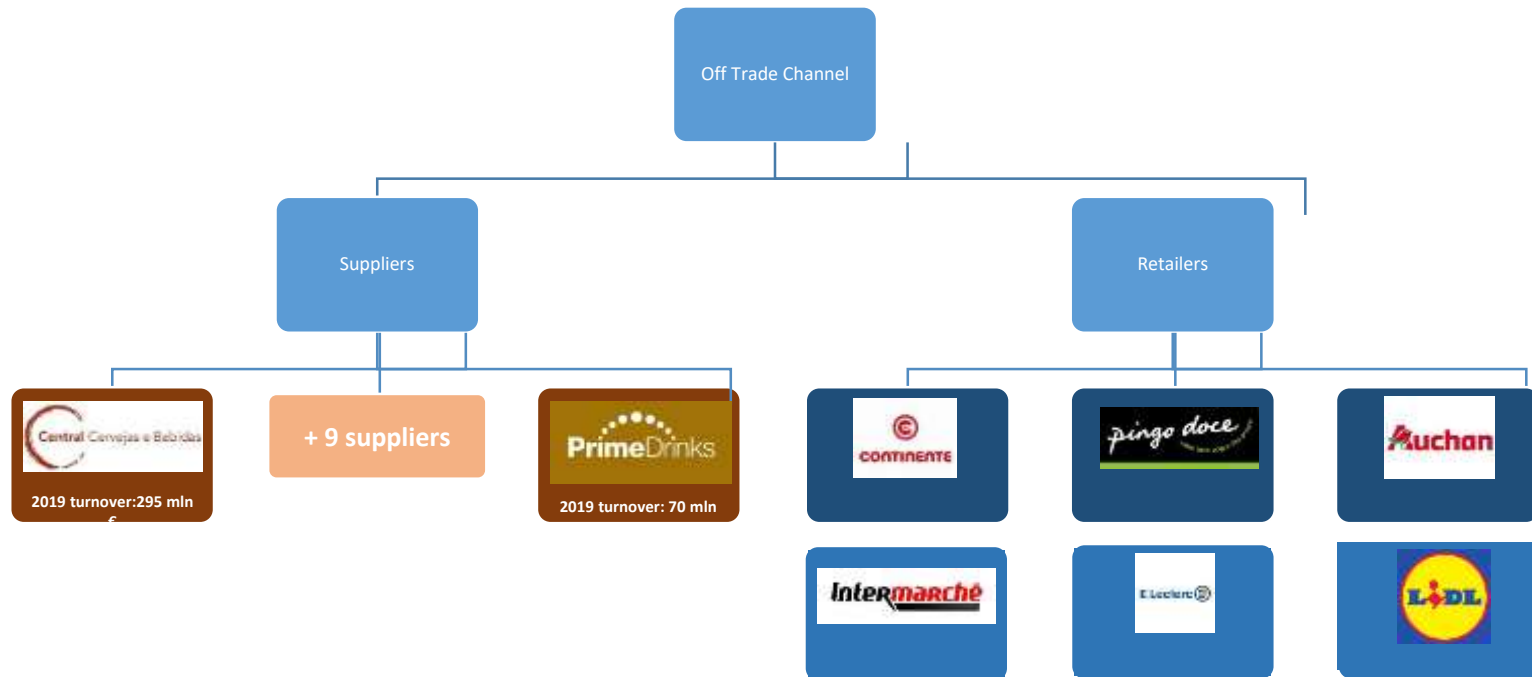 Off Trade Channel
Suppliers
Retailers
Central Cervejas e Bebidas
2019 turnover:295 mln
€
+ 9 suppliers
PrimeDrinks
2019 turnover: 70 mln
CONTINENTE
pingo doce
Auchan
Intermarché
E.Leclerc
LiDL